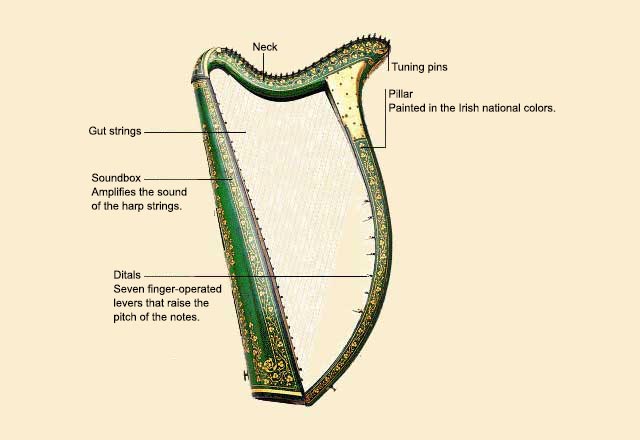 Neck
Tuning pins
Pillar
Painted in the Irish national colors.
Gut strings
Soundbox
Amplifies the sound
of the harp strings.
Ditals
Seven finger-operated
levers that raise the
pitch of the notes.